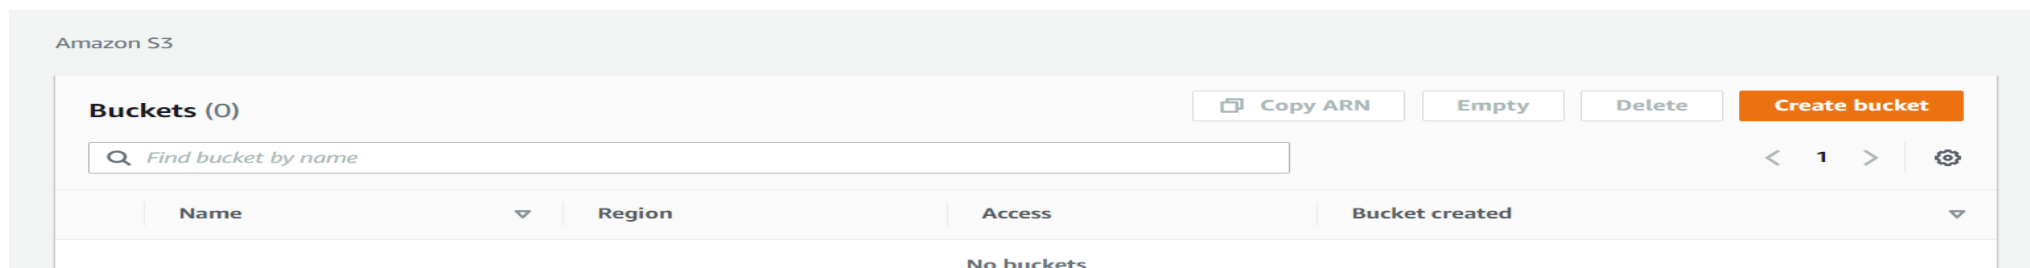 Amazon S3
Buckets (0)
Copy ARN
Empty
Delete
Create bucket
Find bucket by name
1
Name
Region
Access
Bucket created
No buckets